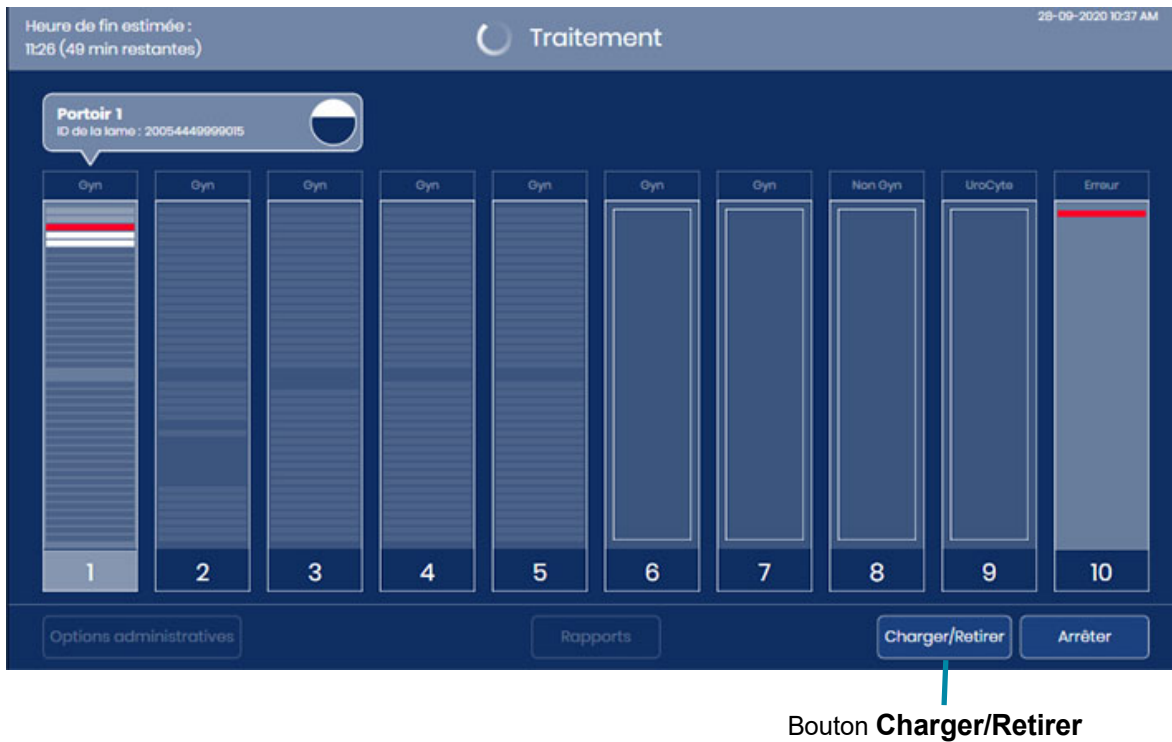 Heure de fin estimée :
11:26 (49 min restantes)
Traitement
28-09-2020 10:37 AM
Portoir 1
ID de la lame : 20054449999015
Gyn
Gyn
Gyn
Gyn
Gyn
Gyn
Gyn
Non Gyn
UroCyte
Erreur
1
2
3
4
5
6
7
8
9
10
Options administratives
Rapports
Charger/Retirer
Arrêter
Bouton Charger/Retirer